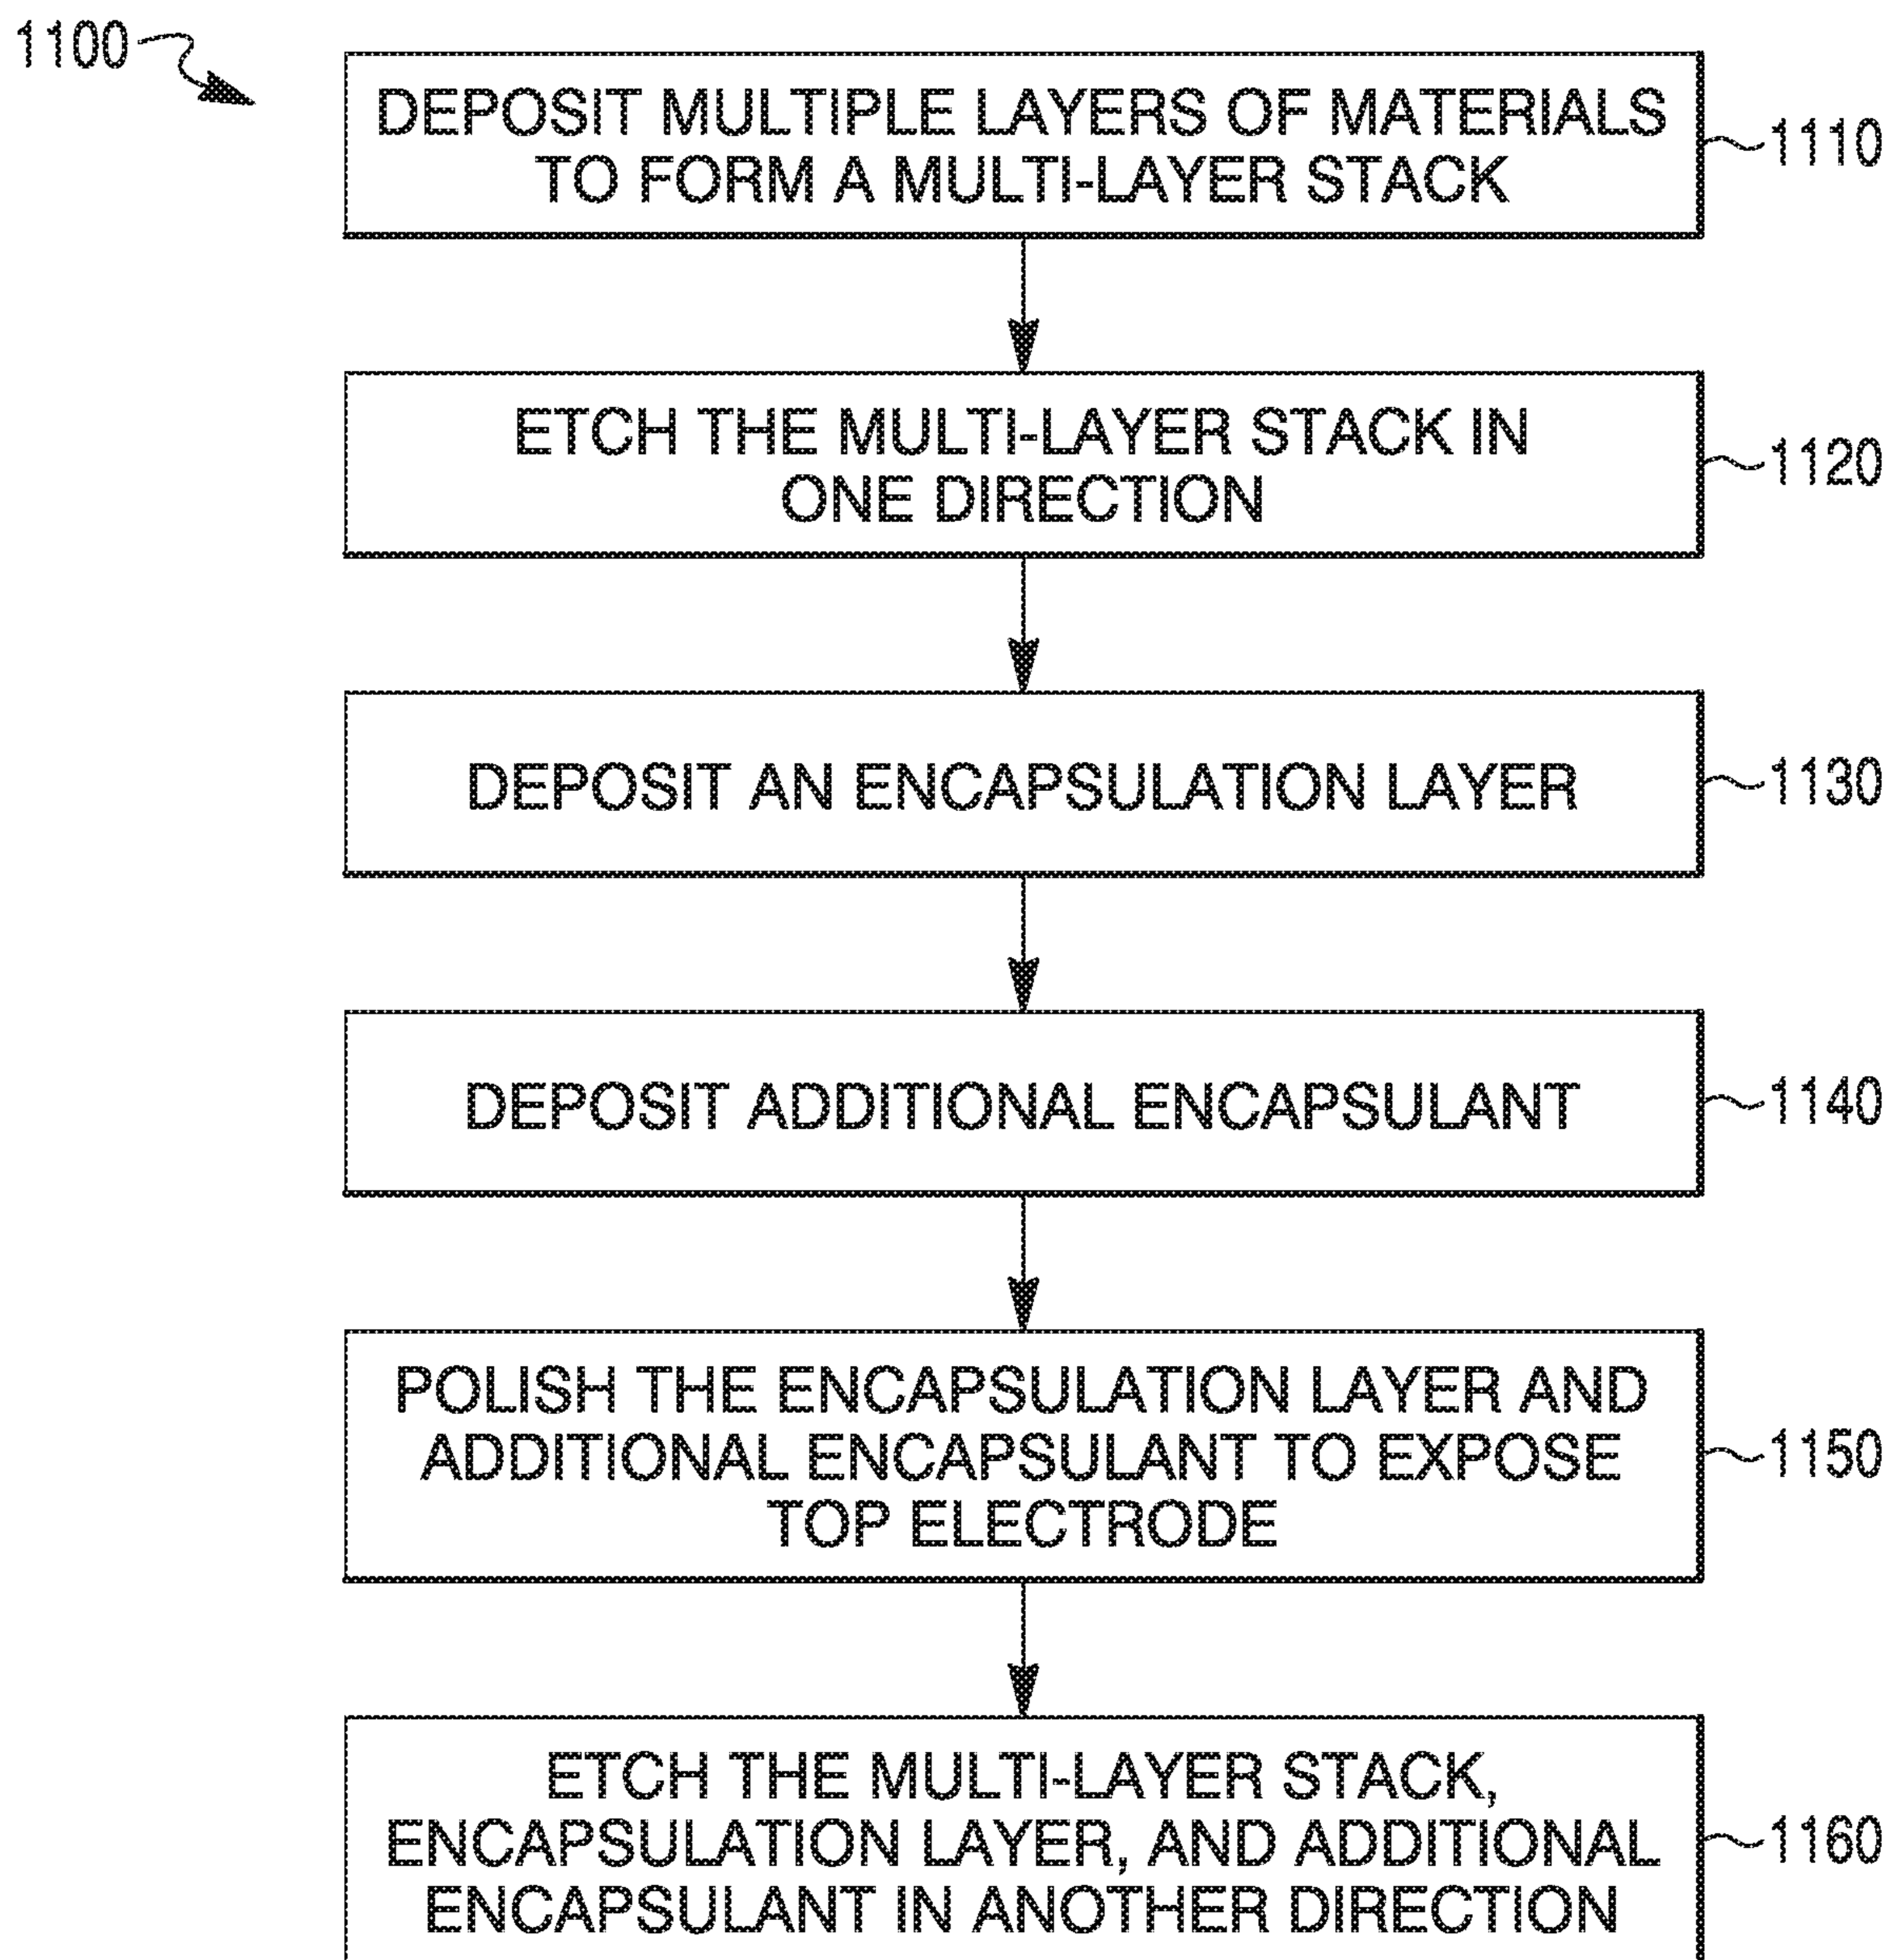 1100
DEPOSIT MULTIPLE LAYERS OF MATERIALS
TO FORM A MULTI-LAYER STACK
1110
ETCH THE MULTI-LAYER STACK IN
ONE DIRECTION
1120
DEPOSIT AN ENCAPSULATION LAYER
1130
DEPOSIT ADDITIONAL ENCAPSULANT
1140
POLISH THE ENCAPSULATION LAYER AND
ADDITIONAL ENCAPSULANT TO EXPOSE
TOP ELECTRODE
1150
ETCH THE MULTI-LAYER STACK,
ENCAPSULATION LAYER, AND ADDITIONAL
ENCAPSULANT IN ANOTHER DIRECTION
1160